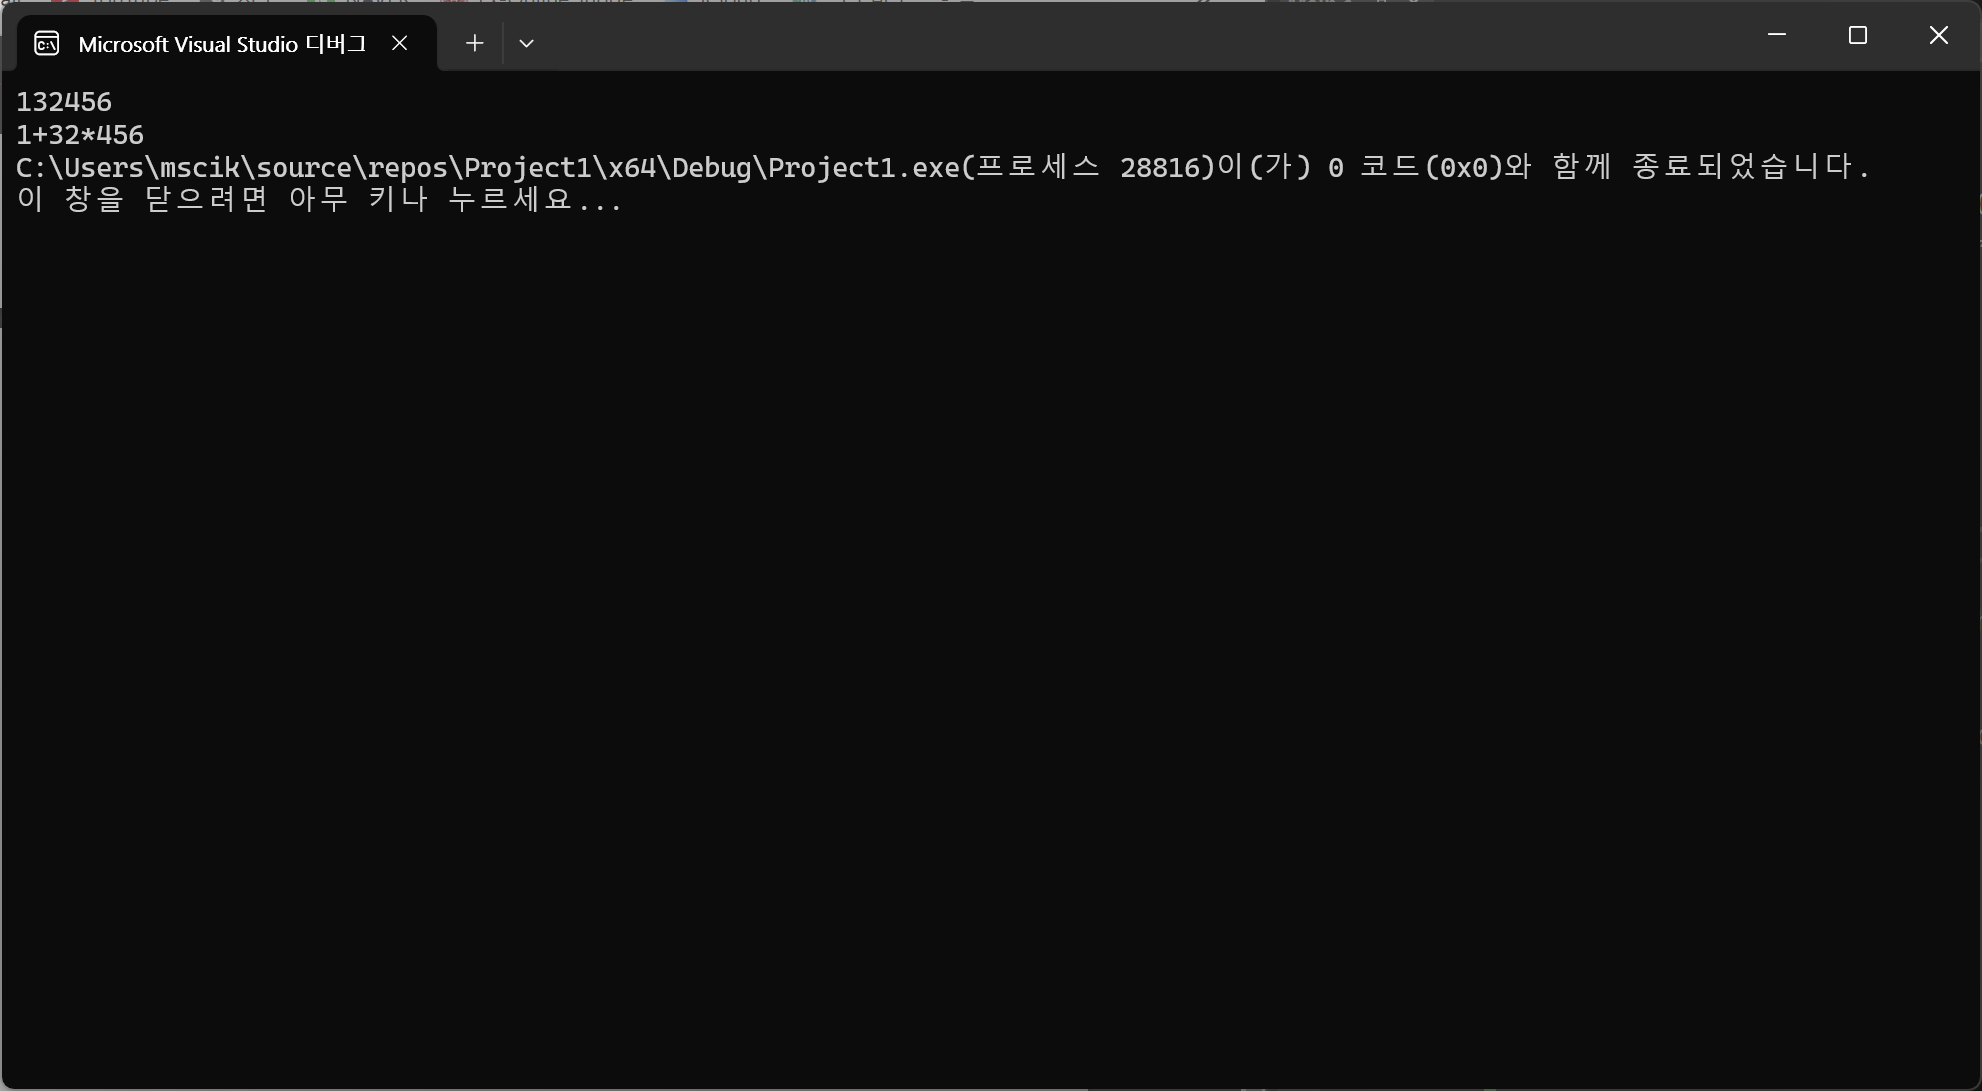 Microsoft Visual Studio 디버그
132456
1+32*456
C:\Users\mscik\source\repos\Project1\x64\Debug\Project1.exe(프로세스 28816)이(가) 0 코드(0x0)와 함께 종료되었습니다.
이 창을 닫으려면 아무 키나 누르세요...